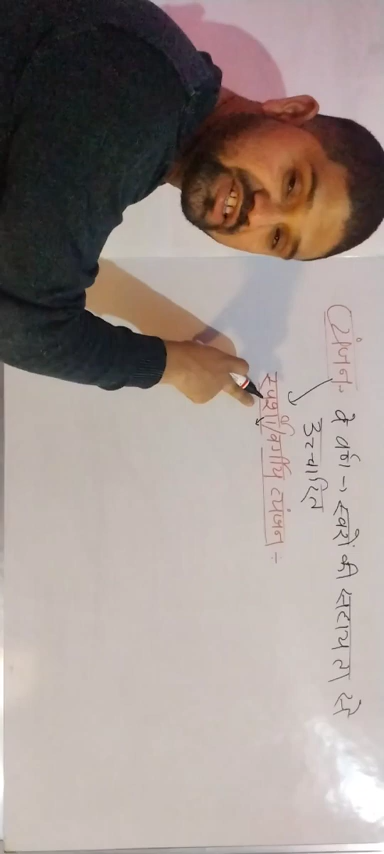 व्यंजन - वे वर्ण → स्वरों की सहायता से
उच्चारित
स्पर्श/वर्गीय व्यंजन ÷